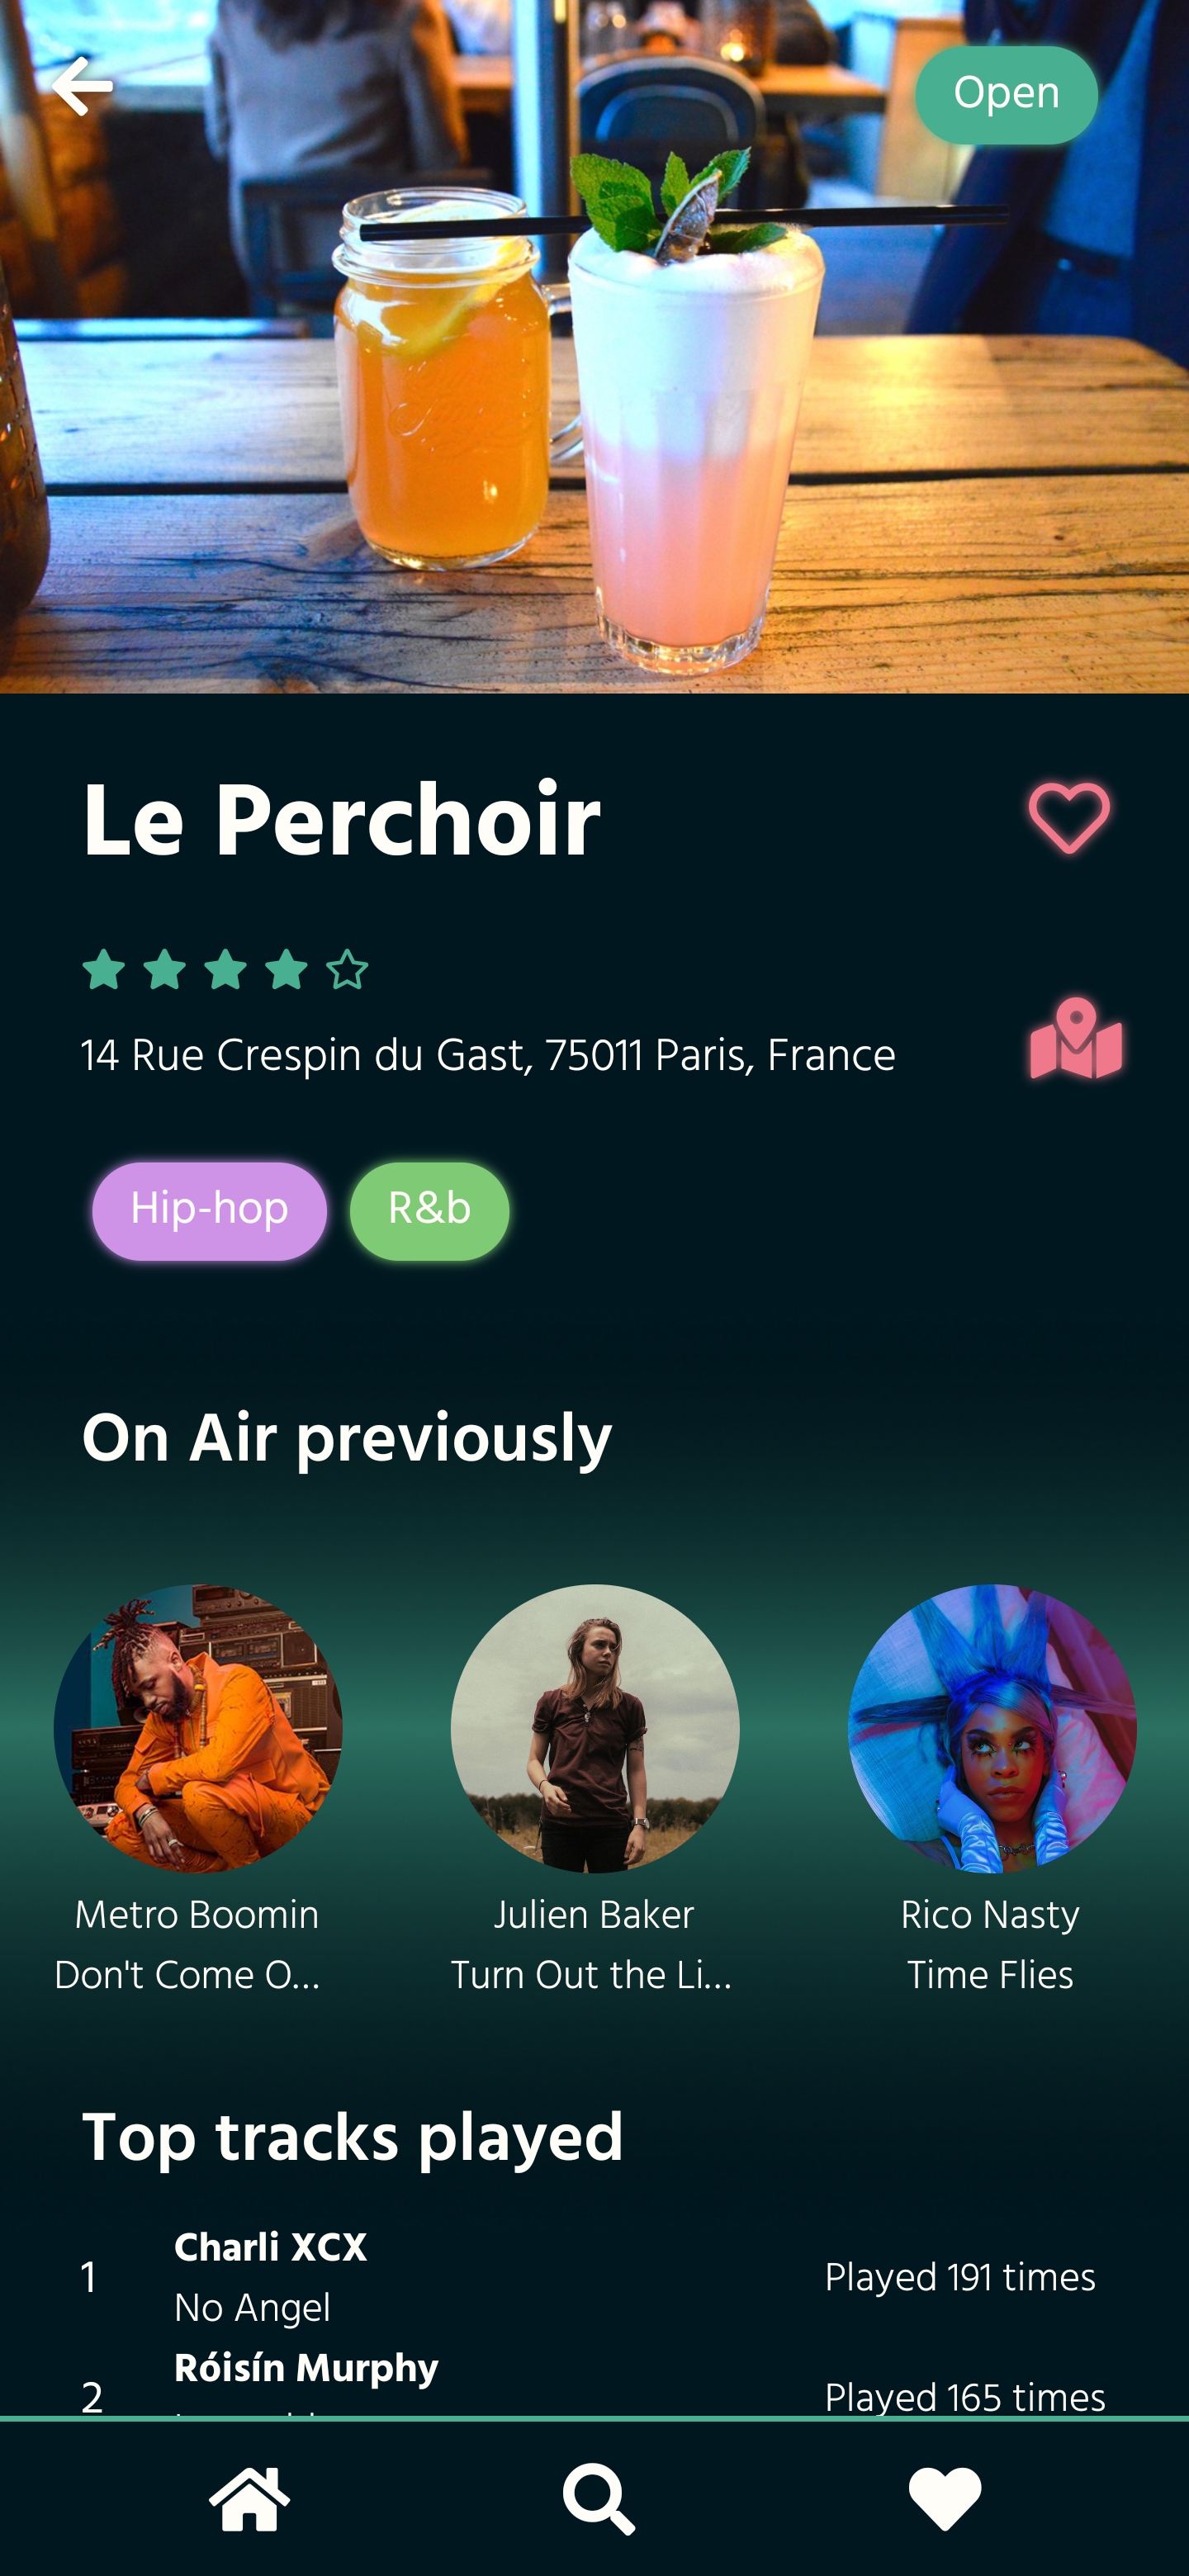 Open
Le Perchoir
14 Rue Crespin du Gast, 75011 Paris, France
Hip-hop
R&b
On Air previously
Metro Boomin
Don't Come O...
Julien Baker
Turn Out the Li...
Rico Nasty
Time Flies
Top tracks played
1
Charli XCX
No Angel
Played 191 times
2
Róisín Murphy
Played 165 times